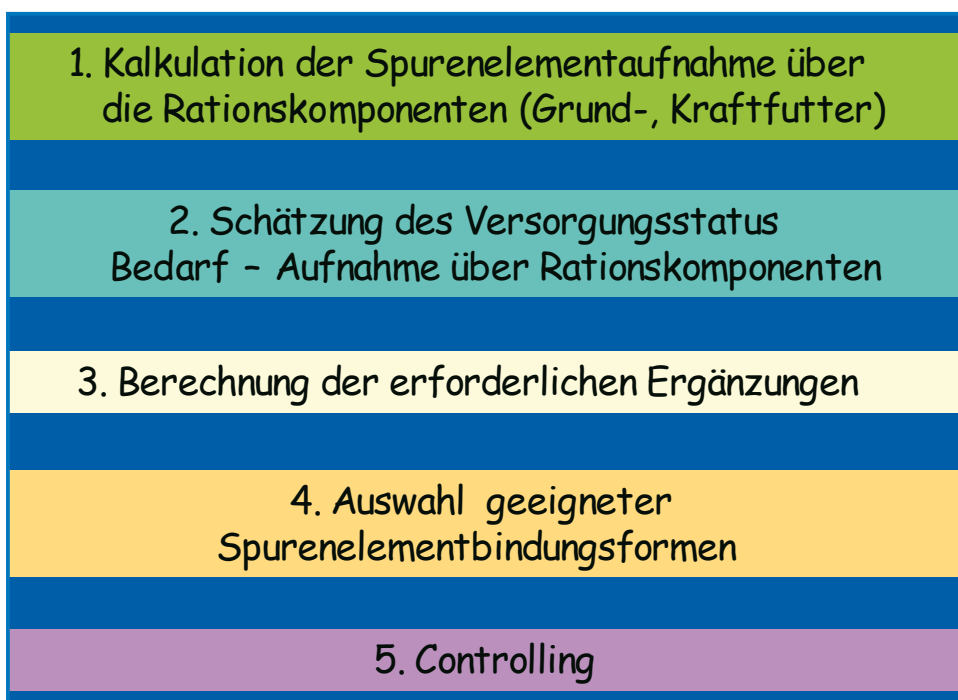 1. Kalkulation der Spurenelementaufnahme über
die Rationskomponenten (Grund-, Kraftfutter)
2. Schätzung des Versorgungsstatus
Bedarf – Aufnahme über Rationskomponenten
3. Berechnung der erforderlichen Ergänzungen
4. Auswahl geeigneter
Spurenelementbindungsformen
5. Controlling